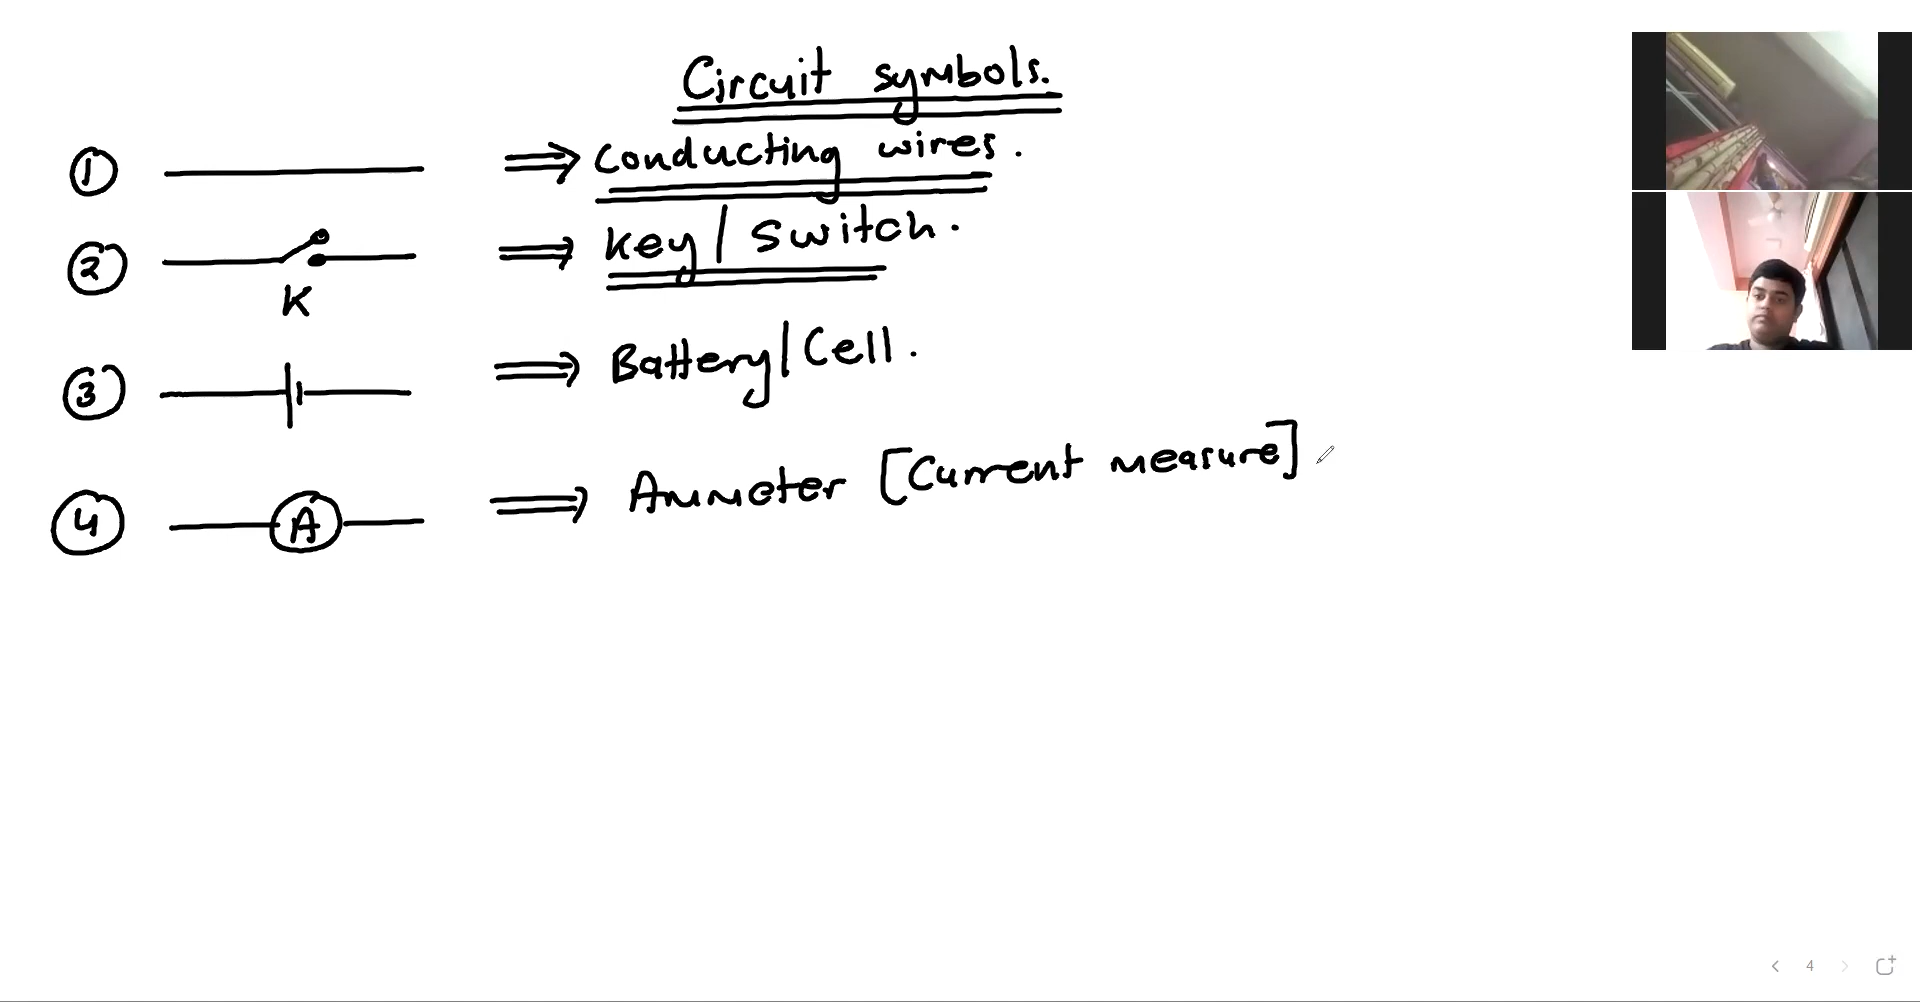 Circuit symbols.
① ⟹ Conducting wires.
② K ⟹ Key / Switch.
③ ⟹ Battery / Cell.
④ A ⟹ Ammeter [Current measure]
4